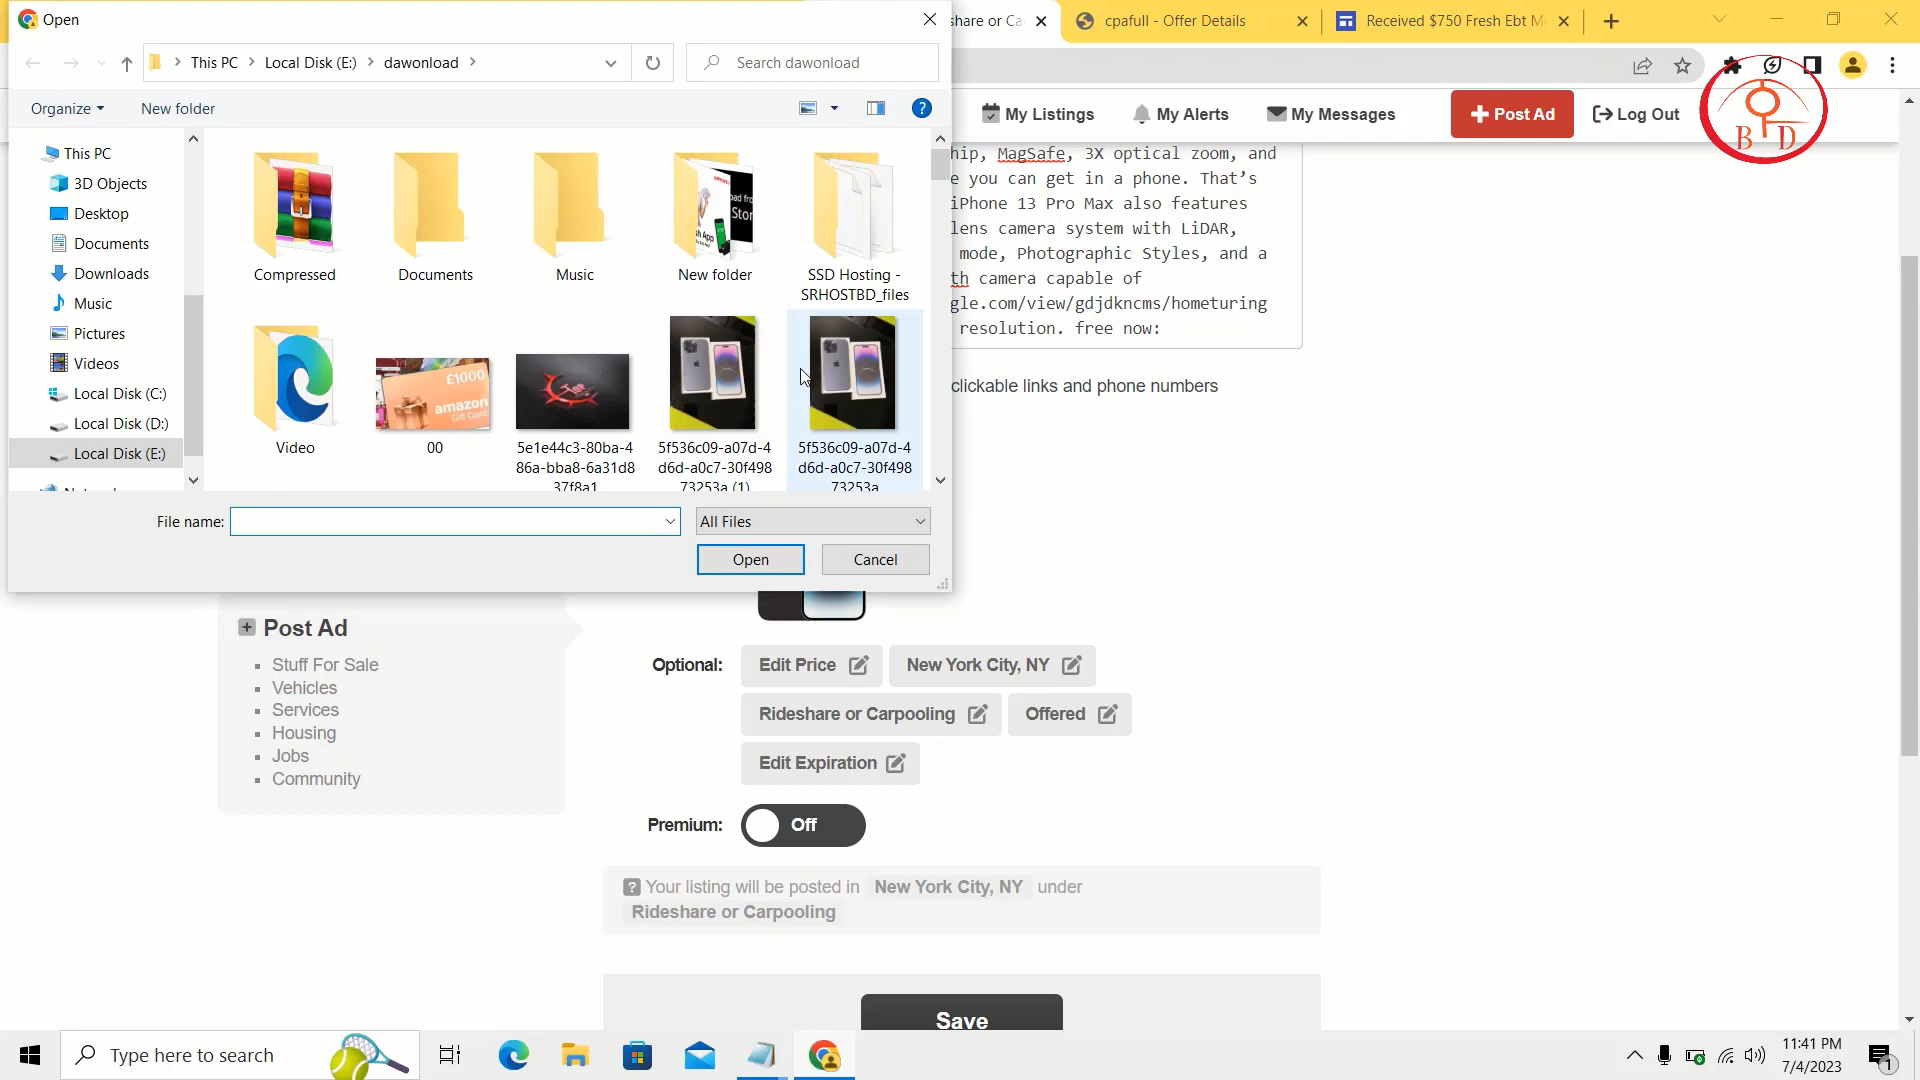 Open
share or Ca
cpafull - Offer Details
Received $750 Fresh Ebt M
This PC
Local Disk (E:)
dawonload
Search dawonload
Organize
New folder
My Listings
My Alerts
My Messages
Post Ad
Log Out
B D
This PC
3D Objects
Desktop
Documents
Downloads
Music
Pictures
Videos
Local Disk (C:)
Local Disk (D:)
Local Disk (E:)
Compressed
Documents
Music
New folder
SSD Hosting -
SRHOSTBD_files
Video
00
£1000
amazon
Gift Card
5e1e44c3-80ba-4
86a-bba8-6a31d8
37f8a1
5f536c09-a07d-4
d6d-a0c7-30f498
73253a (1)
5f536c09-a07d-4
d6d-a0c7-30f498
73253a
File name:
All Files
Open
Cancel
hip, MagSafe, 3X optical zoom, and
e you can get in a phone. That’s
iPhone 13 Pro Max also features
lens camera system with LiDAR,
mode, Photographic Styles, and a
th camera capable of
gle.com/view/gdjdkncms/hometuring
resolution. free now:
clickable links and phone numbers
Post Ad
Stuff For Sale
Vehicles
Services
Housing
Jobs
Community
Optional:
Edit Price
New York City, NY
Rideshare or Carpooling
Offered
Edit Expiration
Premium:
Off
Your listing will be posted in New York City, NY under
Rideshare or Carpooling
Save
Type here to search
11:41 PM
7/4/2023
1